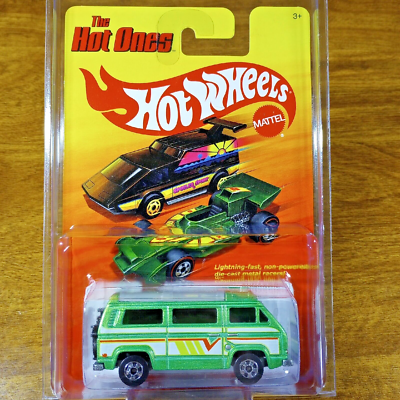 The
Hot Ones
3+
Hot Wheels
MATTEL
Lightning-fast, non-powered
die-cast metal racers!